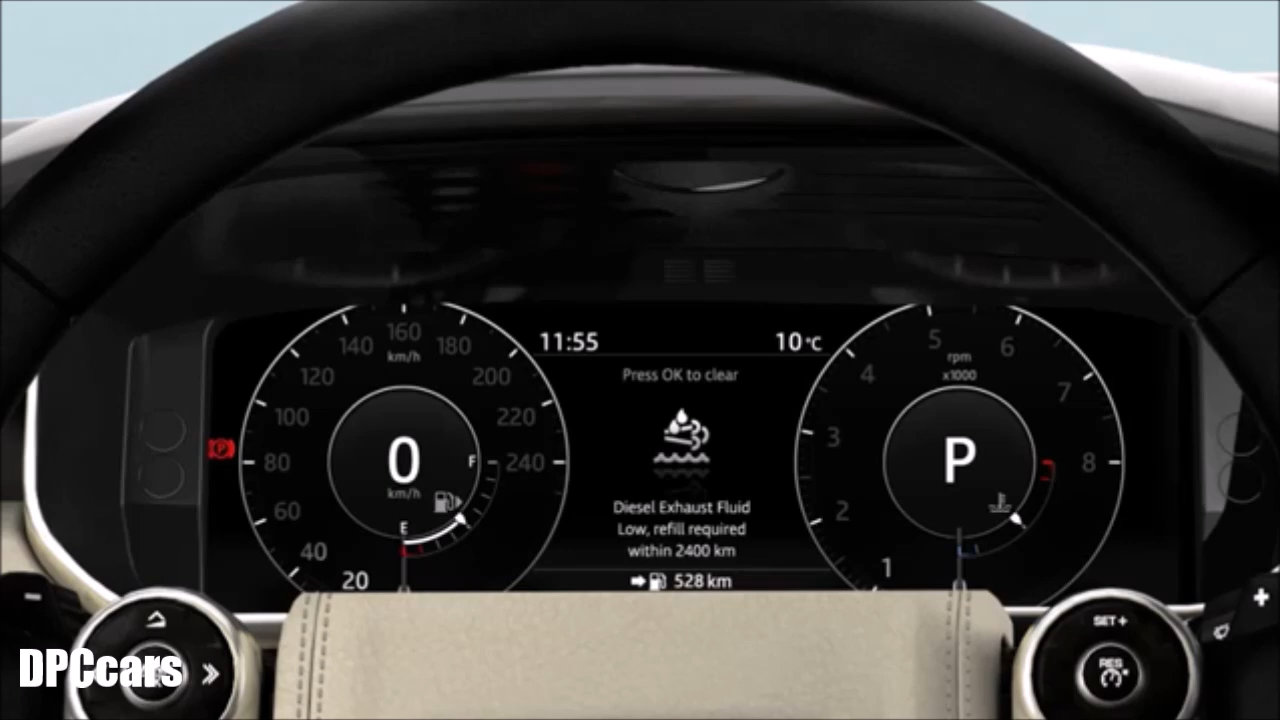 11:55
10°C
Press OK to clear
Diesel Exhaust Fluid
Low, refill required
within 2400 km
528 km
160
km/h
140
180
120
200
100
220
80
240
60
40
20
0
km/h
F
E
P
rpm
x1000
1
2
3
4
5
6
7
8
P
SET+
RES
DPCcars